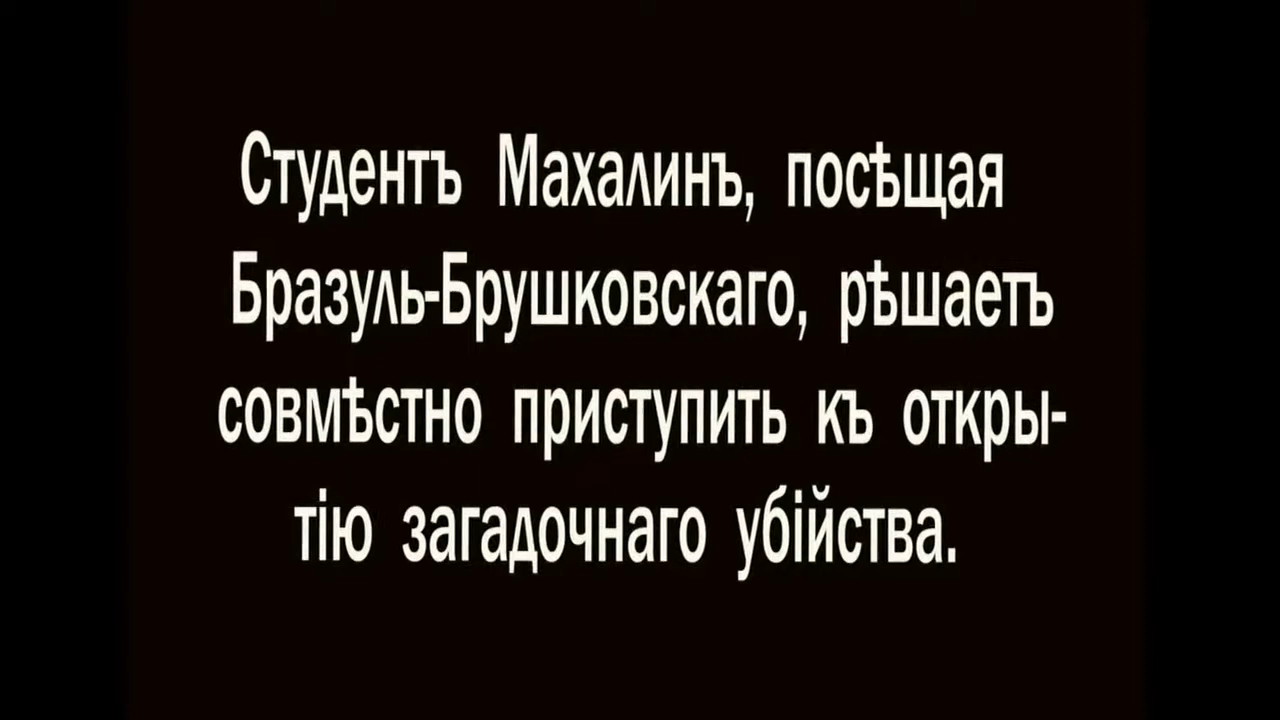 Студентъ Махалинъ, посѣщая
Бразуль-Брушковскаго, рѣшаетъ
совмѣстно приступить къ откры-
тію загадочнаго убійства.